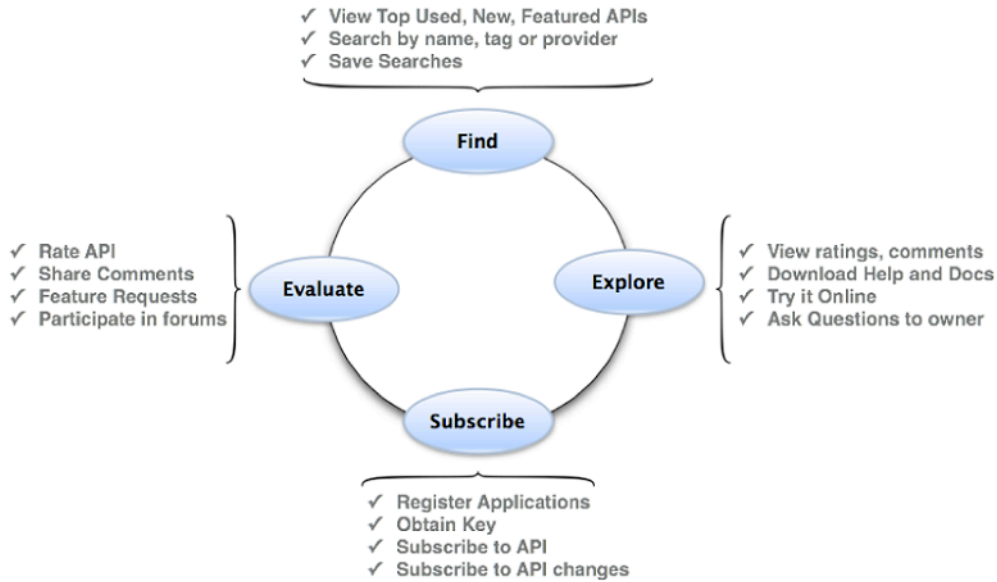 ✓ View Top Used, New, Featured APIs
✓ Search by name, tag or provider
✓ Save Searches
Find
✓ Rate API
✓ Share Comments
✓ Feature Requests
✓ Participate in forums
Evaluate
Explore
✓ View ratings, comments
✓ Download Help and Docs
✓ Try it Online
✓ Ask Questions to owner
Subscribe
✓ Register Applications
✓ Obtain Key
✓ Subscribe to API
✓ Subscribe to API changes